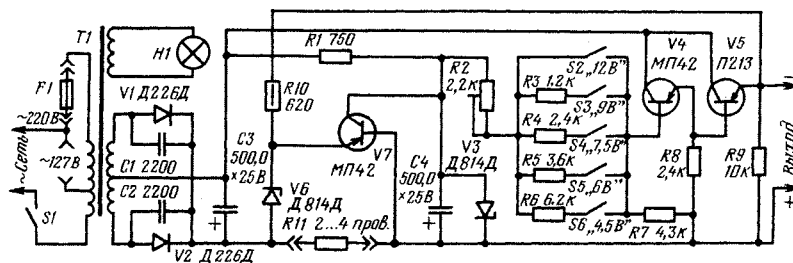 T1
H1
F1
~220В
~127В
~Сеть
S1
V1 Д226Д
C1 2200
C2 2200
V2 Д226Д
C3
500,0
×25В
+
R1 750
R10
620
V7
МП42
V6
Д814Д
R11 2...4 пров.
C4
500,0
×25В
+
R2
2,2к
V3
Д814Д
S2 „12В"
R3 1,2к
S3 „9В"
R4 2,4к
S4 „7,5В"
R5 3,6к
S5 „6В"
R6 6,2к
S6 „4,5В"
R7 4,3к
V4
МП42
V5
П213
R8
2,4к
R9
10к
−
Выход
+